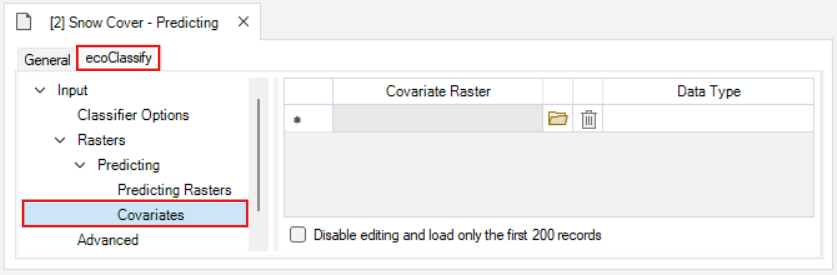 [2] Snow Cover - Predicting
General ecoClassify
Input
Classifier Options
Rasters
Predicting
Predicting Rasters
Covariates
Advanced
Covariate Raster Data Type
Disable editing and load only the first 200 records